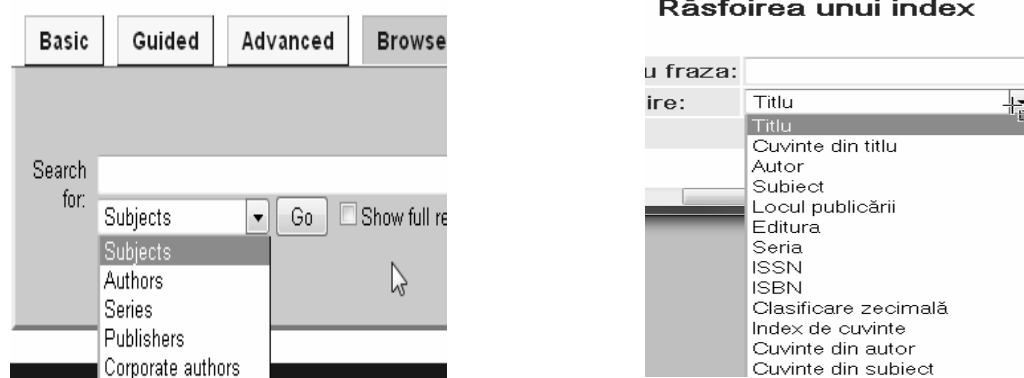 Basic Guided Advanced Browse
Search
for:
Subjects Go Show full re
Subjects
Authors
Series
Publishers
Corporate authors
Răsfoirea unui index
u fraza:
ire: Titlu
Titlu
Cuvinte din titlu
Autor
Subiect
Locul publicării
Editura
Seria
ISSN
ISBN
Clasificare zecimală
Index de cuvinte
Cuvinte din autor
Cuvinte din subiect